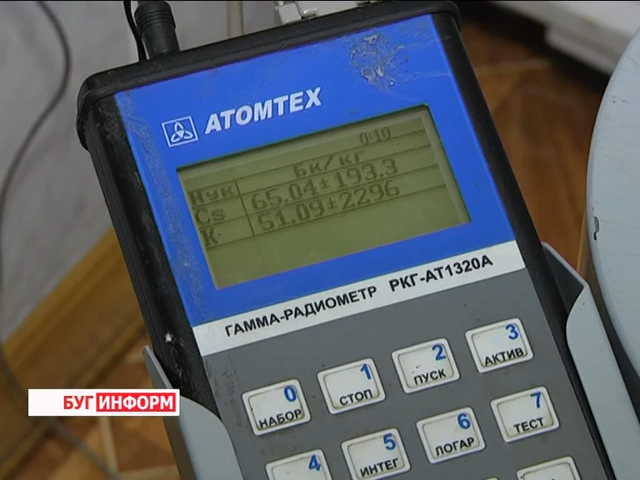 АТОМТЕХ
0:10
Нук Бк/кг
Cs 65.04±193.3
K 51.09±2296
ГАММА-РАДИОМЕТР РКГ-АТ1320А
0 НАБОР
1 СТОП
2 ПУСК
3 АКТИВ
4
5 ИНТЕГ
6 ЛОГАР
7 ТЕСТ
БУГ ИНФОРМ